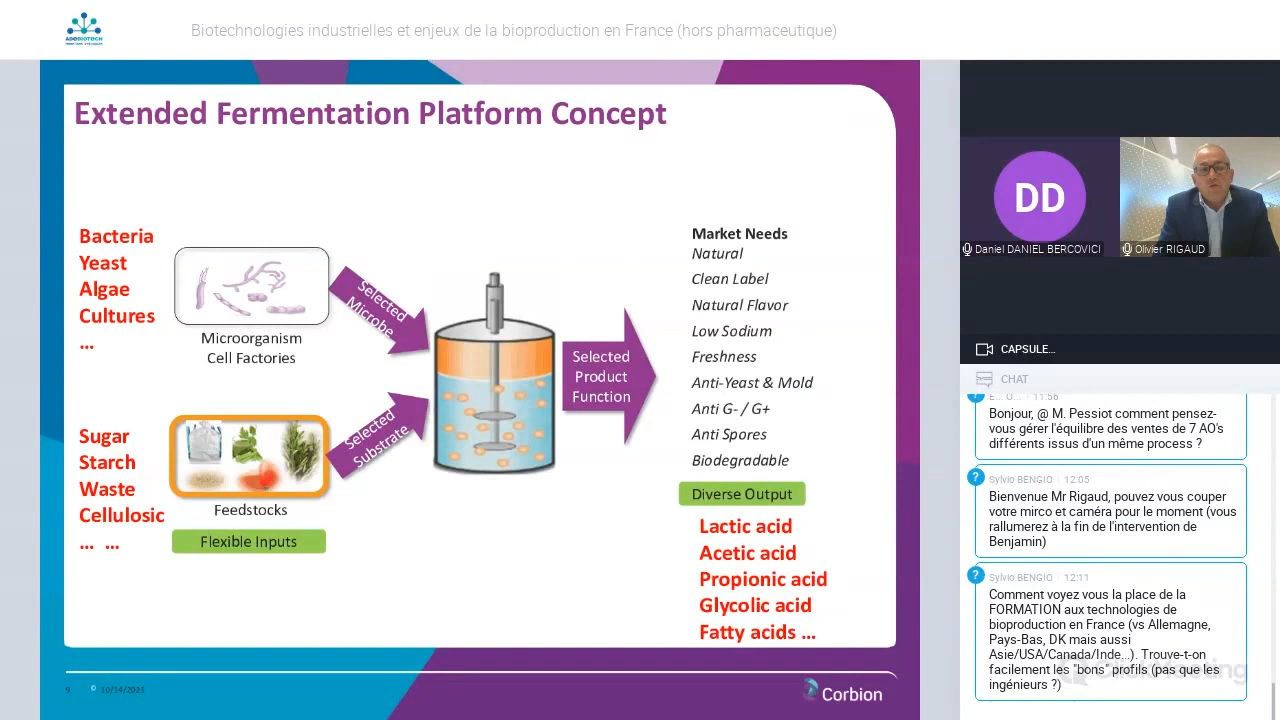 ADEBIOTECH
Biotechnologies industrielles et enjeux de la bioproduction en France (hors pharmaceutique)
Extended Fermentation Platform Concept
Bacteria
Yeast
Algae
Cultures
...
Microorganism
Cell Factories
Selected
Microbe
Sugar
Starch
Waste
Cellulosic
... ...
Feedstocks
Flexible Inputs
Selected
Substrate
Selected
Product
Function
Market Needs
Natural
Clean Label
Natural Flavor
Low Sodium
Freshness
Anti-Yeast & Mold
Anti G- / G+
Anti Spores
Biodegradable
Diverse Output
Lactic acid
Acetic acid
Propionic acid
Glycolic acid
Fatty acids ...
9 © 10/14/2021
Corbion
DD
Daniel DANIEL BERCOVICI
Olivier RIGAUD
CAPSULE...
CHAT
E... O... 11:56
Bonjour, @ M. Pessiot comment pensez-
vous gérer l'équilibre des ventes de 7 AO's
différents issus d'un même process ?
?
Sylvio BENGIO 12:05
Bienvenue Mr Rigaud, pouvez vous couper
votre mirco et caméra pour le moment (vous
rallumerez à la fin de l'intervention de
Benjamin)
?
Sylvio BENGIO 12:11
Comment voyez vous la place de la
FORMATION aux technologies de
bioproduction en France (vs Allemagne,
Pays-Bas, DK mais aussi
Asie/USA/Canada/Inde...). Trouve-t-on
facilement les "bons" profils (pas que les
ingénieurs ?)
ClickMeeting